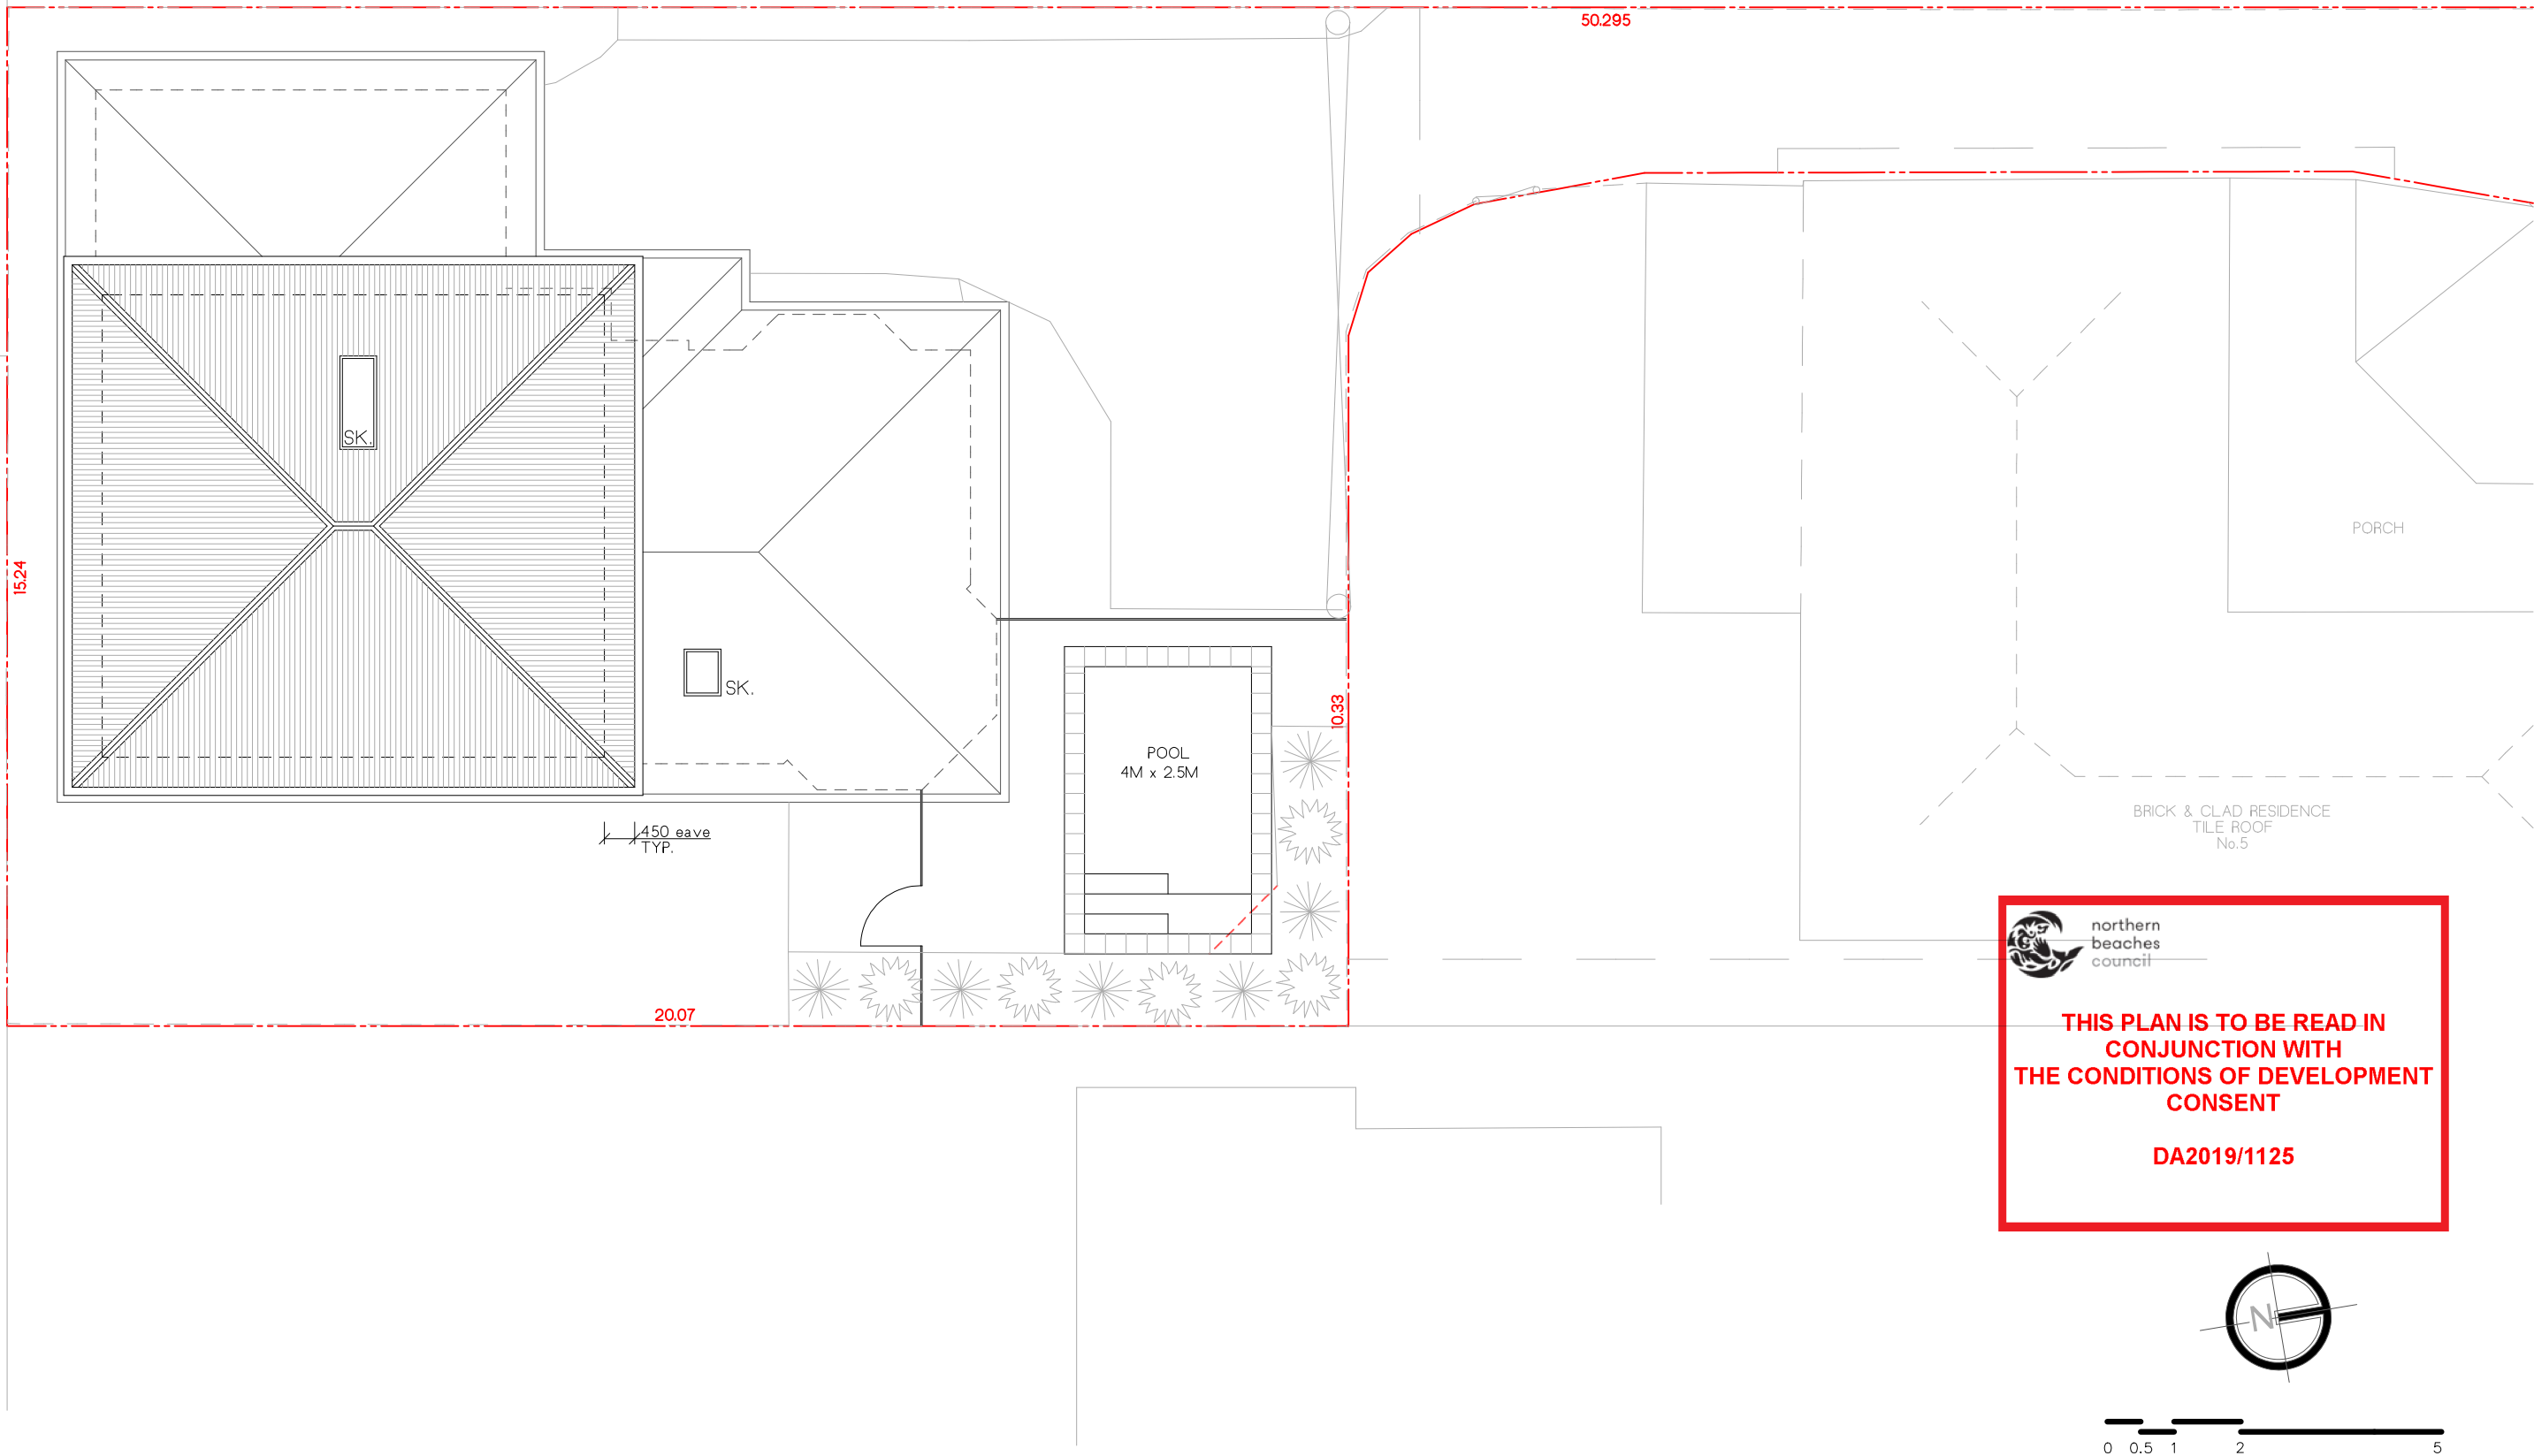 50.295
15.24
SK.
SK.
450 eave
TYP.
POOL
4M x 2.5M
10.33
20.07
PORCH
BRICK & CLAD RESIDENCE
TILE ROOF
No.5
northern
beaches
council
THIS PLAN IS TO BE READ IN
CONJUNCTION WITH
THE CONDITIONS OF DEVELOPMENT
CONSENT
DA2019/1125
N
0 0.5 1 2 5